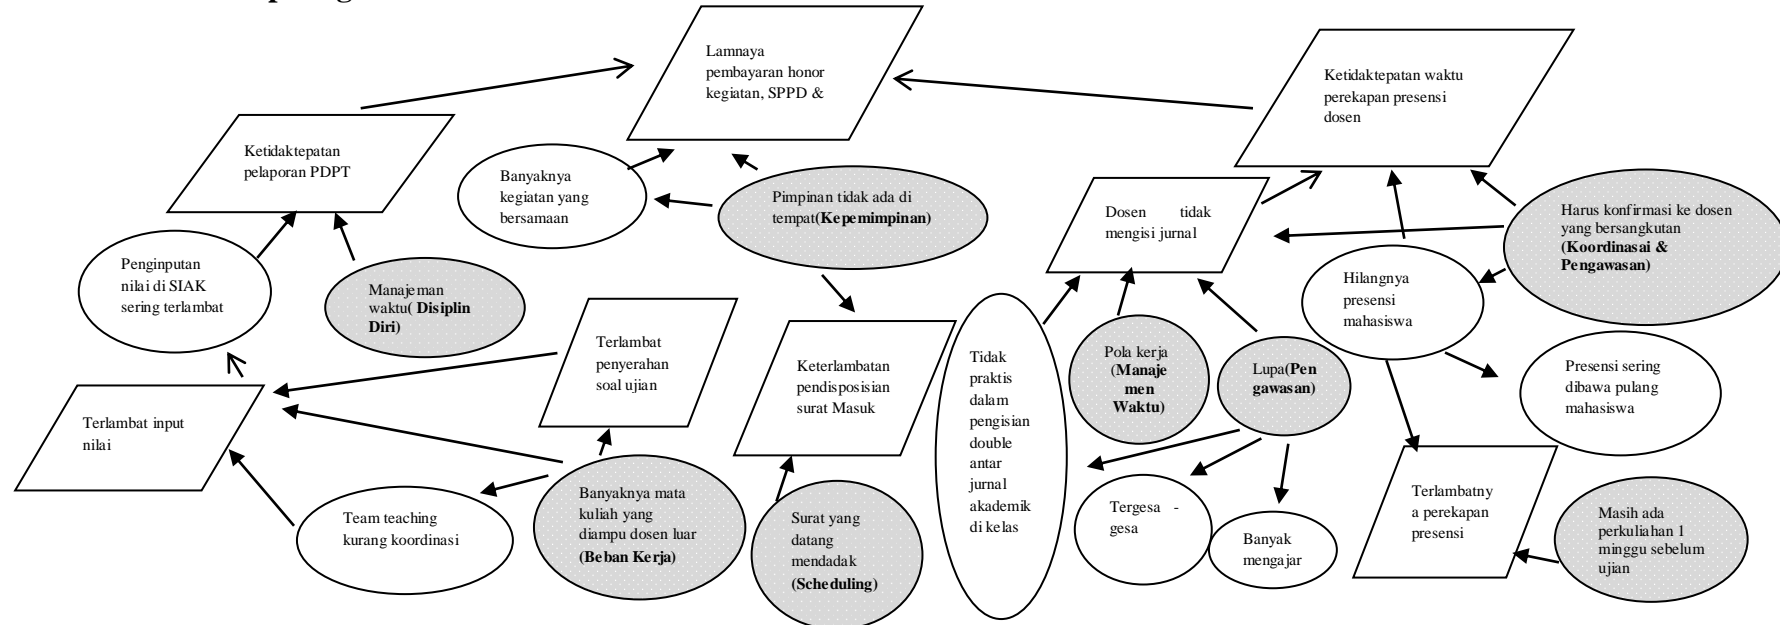 Lamnaya
pembayaran honor
kegiatan, SPPD &
Ketidaktepatan waktu
perekapan presensi
dosen
Ketidaktepatan
pelaporan PDPT
Banyaknya
kegiatan yang
bersamaan
Pimpinan tidak ada di
tempat(Kepemimpinan)
Dosen tidak
mengisi jurnal
Harus konfirmasi ke dosen
yang bersangkutan
(Koordinasai &
Pengawasan)
Penginputan
nilai di SIAK
sering terlambat
Manajeman
waktu( Disiplin
Diri)
Hilangnya
presensi
mahasiswa
Terlambat
penyerahan
soal ujian
Keterlambatan
pendisposisian
surat Masuk
Tidak
praktis
dalam
pengisian
double
antar
jurnal
akademik
di kelas
Pola kerja
(Manaje
men
Waktu)
Lupa(Pen
gawasan)
Presensi sering
dibawa pulang
mahasiswa
Terlambat input
nilai
Team teaching
kurang koordinasi
Banyaknya mata
kuliah yang
diampu dosen luar
(Beban Kerja)
Surat yang
datang
mendadak
(Scheduling)
Tergesa -
gesa
Banyak
mengajar
Terlambatny
a perekapan
presensi
Masih ada
perkuliahan 1
minggu sebelum
ujian